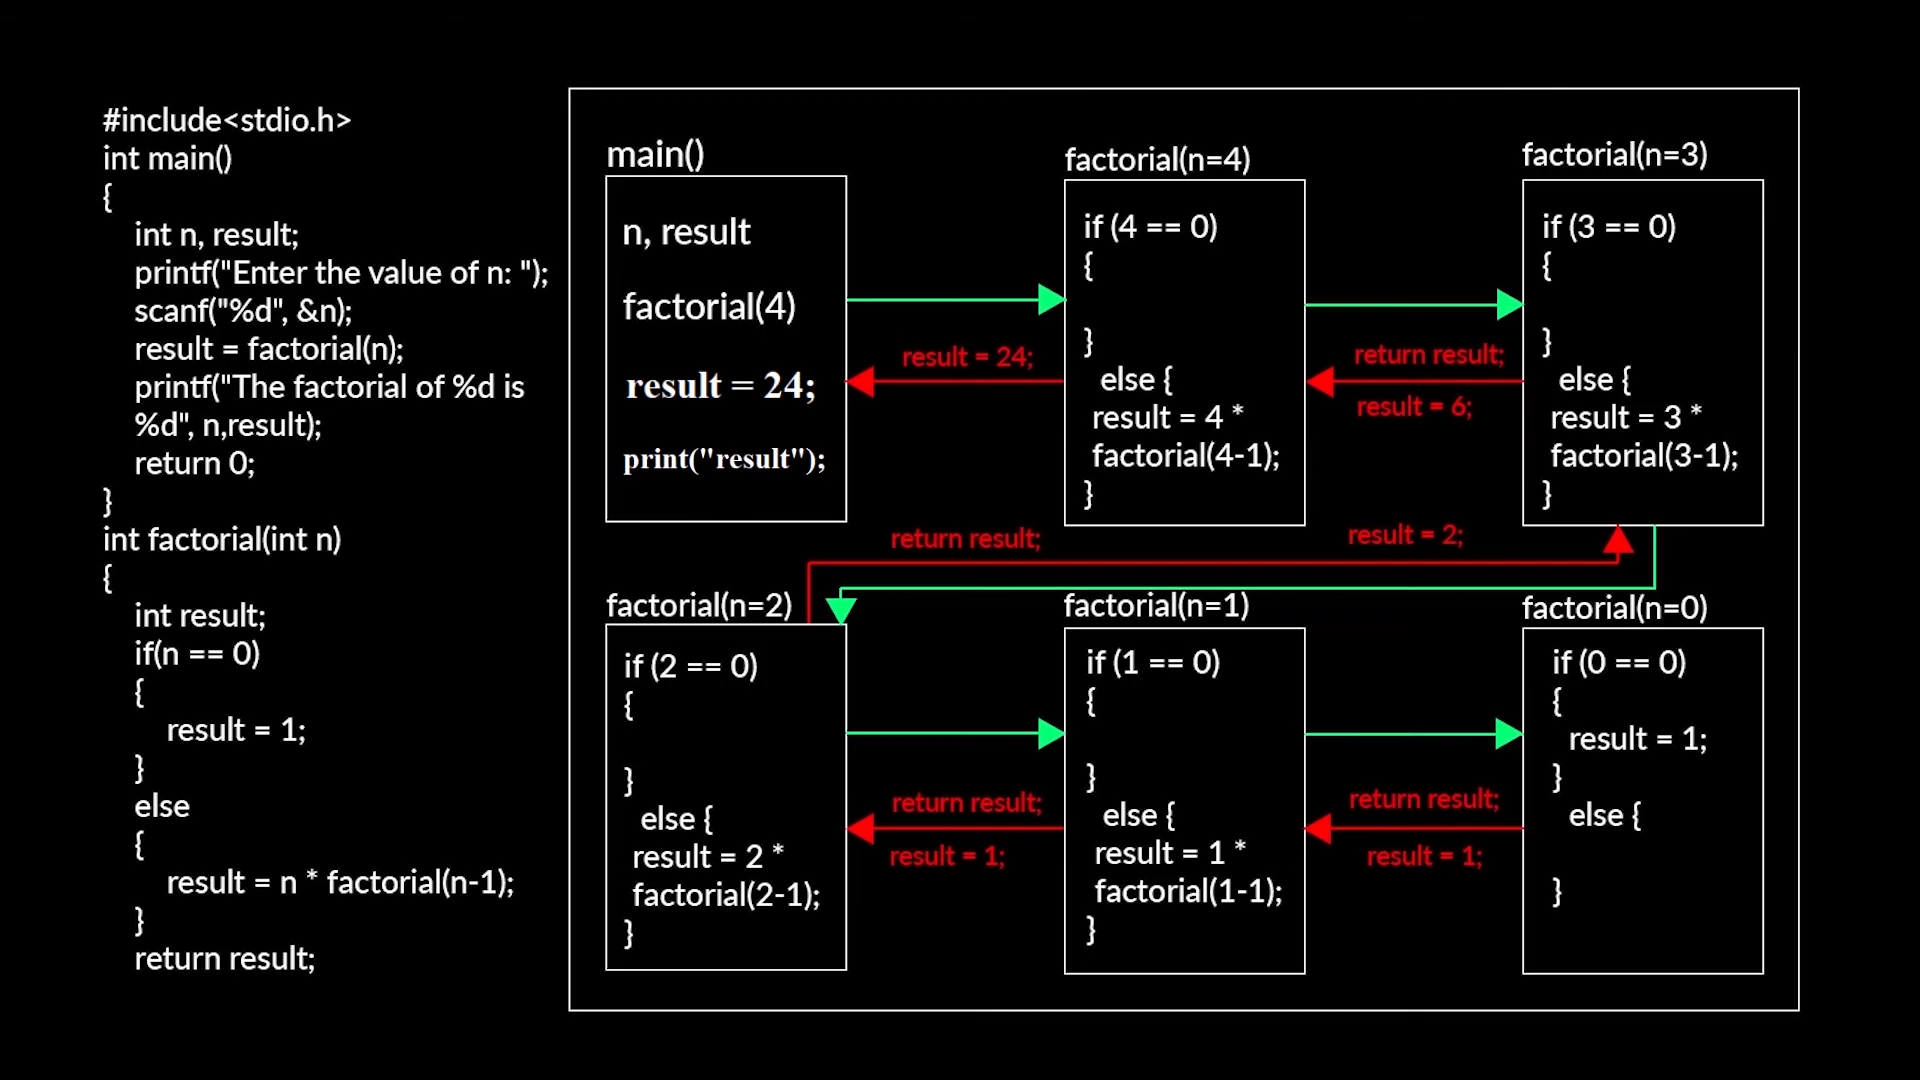 #include<stdio.h>
int main()
{
int n, result;
printf("Enter the value of n: ");
scanf("%d", &n);
result = factorial(n);
printf("The factorial of %d is
%d", n,result);
return 0;
}
int factorial(int n)
{
int result;
if(n == 0)
{
result = 1;
}
else
{
result = n * factorial(n-1);
}
return result;
main()
n, result
factorial(4)
result = 24;
print("result");
result = 24;
factorial(n=4)
if (4 == 0)
{
}
else {
result = 4 *
factorial(4-1);
}
return result;
result = 6;
factorial(n=3)
if (3 == 0)
{
}
else {
result = 3 *
factorial(3-1);
}
return result;
result = 2;
factorial(n=2)
if (2 == 0)
{
}
else {
result = 2 *
factorial(2-1);
}
return result;
result = 1;
factorial(n=1)
if (1 == 0)
{
}
else {
result = 1 *
factorial(1-1);
}
return result;
result = 1;
factorial(n=0)
if (0 == 0)
{
result = 1;
}
else {
}